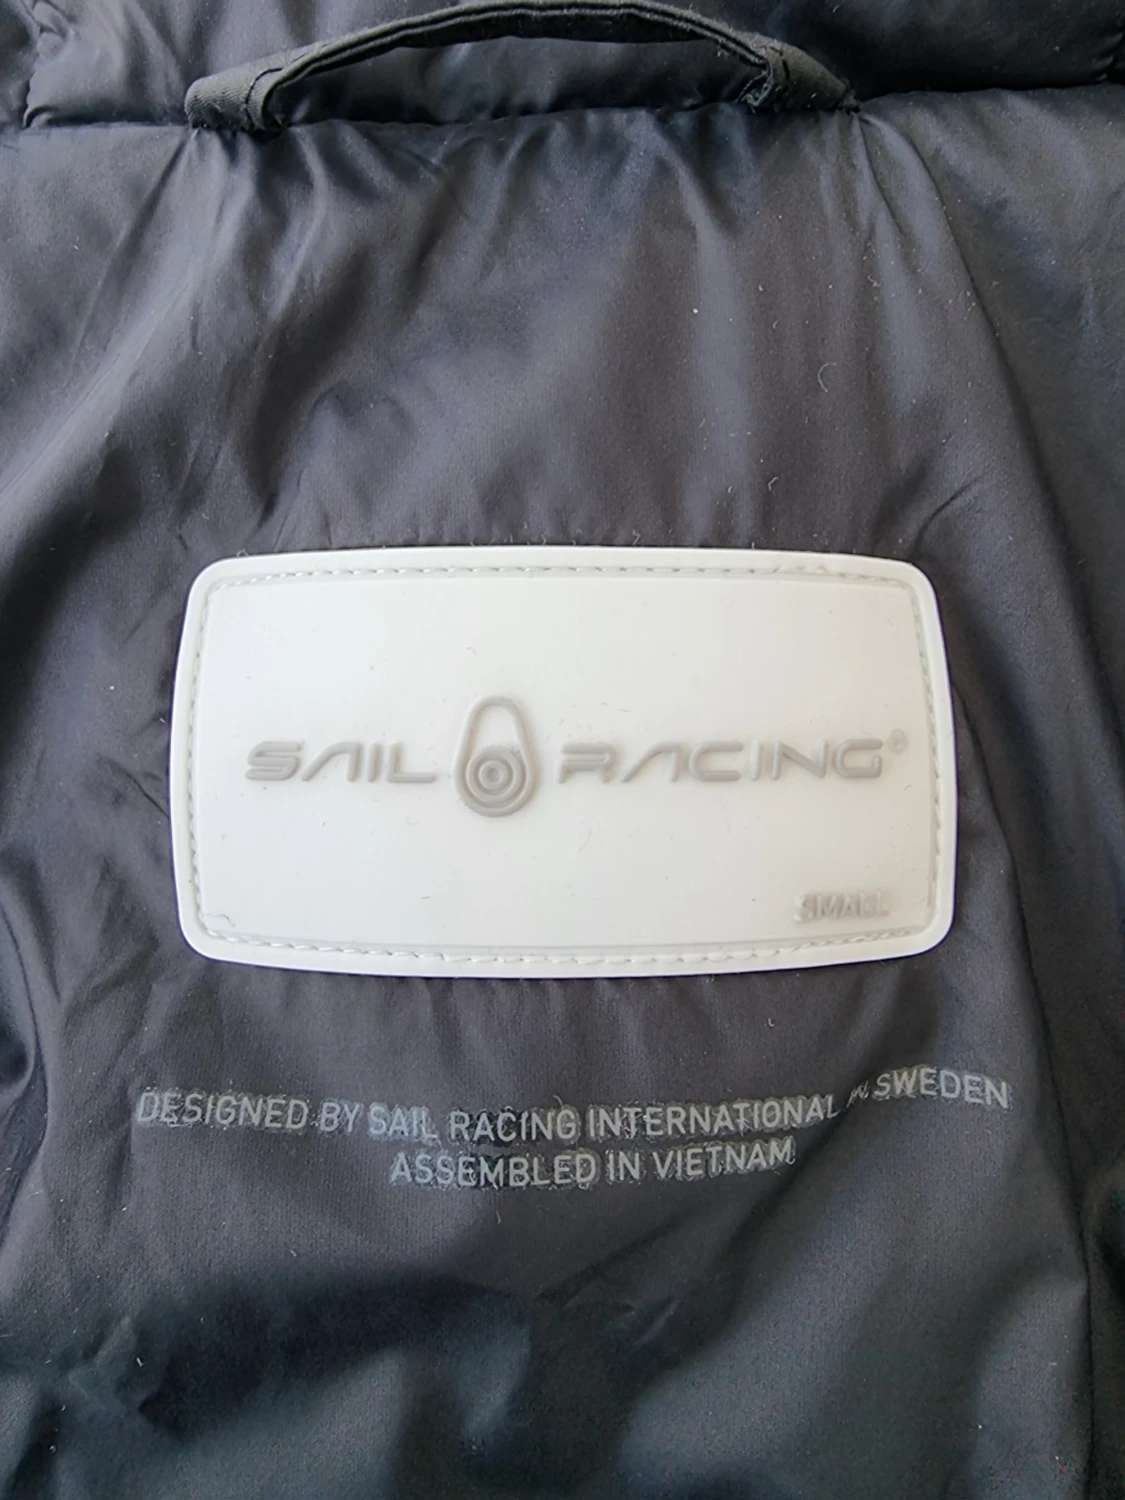 SAIL RACING®
SMALL
DESIGNED BY SAIL RACING INTERNATIONAL SWEDEN
ASSEMBLED IN VIETNAM